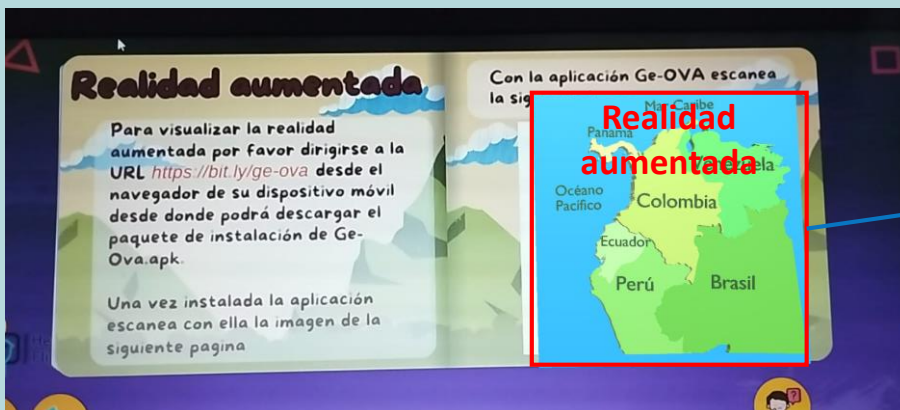 Realidad aumentada
Para visualizar la realidad
aumentada por favor dirigirse a la
URL https://bit.ly/ge-ova desde el
navegador de su dispositivo móvil
desde donde podrá descargar el
paquete de instalación de Ge-
Ova.apk.
Una vez instalada la aplicación
escanea con ella la imagen de la
siguiente pagina
Con la aplicación Ge-OVA escanea
la sig
Realidad
aumentada
Mar Caribe
Panamá
Venezuela
Océano
Pacífico
Colombia
Ecuador
Perú
Brasil